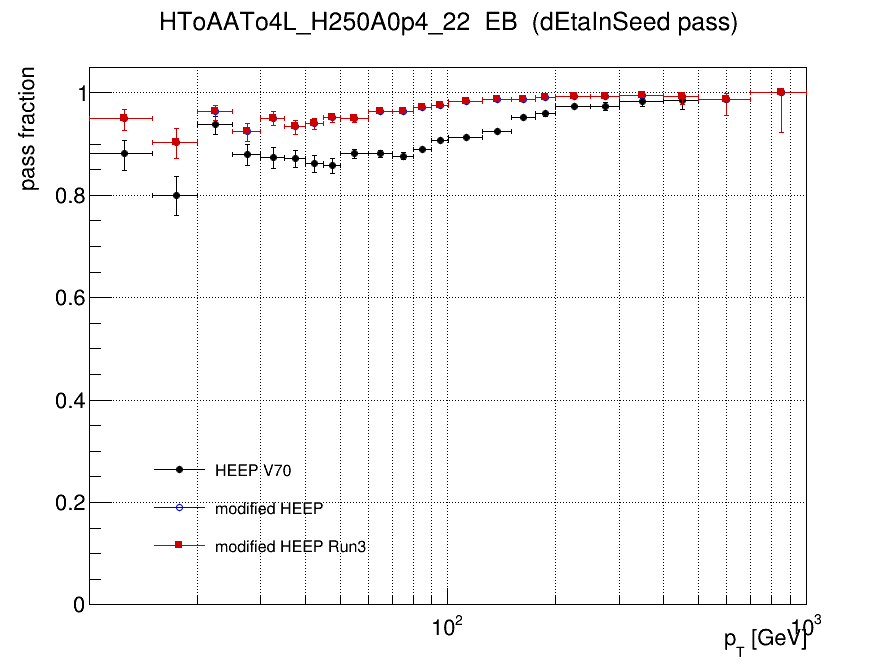 HToAATo4L_H250A0p4_22 EB (dEtaInSeed pass)
pass fraction
1
0.8
0.6
0.4
0.2
0
HEEP V70
modified HEEP
modified HEEP Run3
10²
10³
p_T [GeV]